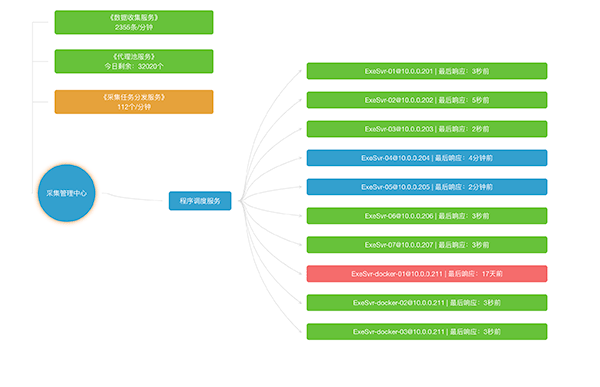 《数据收集服务》
2355条/分钟
《代理池服务》
今日剩余：32020个
《采集任务分发服务》
112个/分钟
采集管理中心
程序调度服务
ExeSvr-01@10.0.0.201 | 最后响应：3秒前
ExeSvr-02@10.0.0.202 | 最后响应：5秒前
ExeSvr-03@10.0.0.203 | 最后响应：2秒前
ExeSvr-04@10.0.0.204 | 最后响应：4分钟前
ExeSvr-05@10.0.0.205 | 最后响应：2分钟前
ExeSvr-06@10.0.0.206 | 最后响应：3秒前
ExeSvr-07@10.0.0.207 | 最后响应：3秒前
ExeSvr-docker-01@10.0.0.211 | 最后响应：17天前
ExeSvr-docker-02@10.0.0.211 | 最后响应：3秒前
ExeSvr-docker-03@10.0.0.211 | 最后响应：3秒前